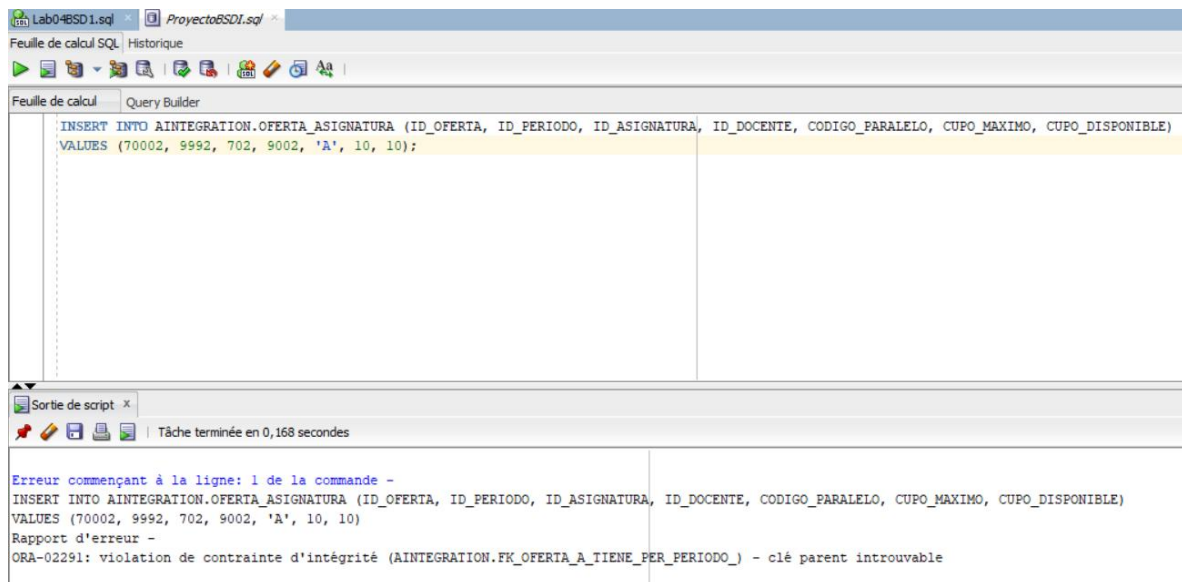 Lab04BSD1.sql ProyectoBSDI.sql
Feuille de calcul SQL Historique
Feuille de calcul Query Builder
INSERT INTO AINTEGRATION.OFERTA_ASIGNATURA (ID_OFERTA, ID_PERIODO, ID_ASIGNATURA, ID_DOCENTE, CODIGO_PARALELO, CUPO_MAXIMO, CUPO_DISPONIBLE)
VALUES (70002, 9992, 702, 9002, 'A', 10, 10);
Sortie de script x
Tâche terminée en 0,168 secondes
Erreur commençant à la ligne: 1 de la commande -
INSERT INTO AINTEGRATION.OFERTA_ASIGNATURA (ID_OFERTA, ID_PERIODO, ID_ASIGNATURA, ID_DOCENTE, CODIGO_PARALELO, CUPO_MAXIMO, CUPO_DISPONIBLE)
VALUES (70002, 9992, 702, 9002, 'A', 10, 10)
Rapport d'erreur -
ORA-02291: violation de contrainte d'intégrité (AINTEGRATION.FK_OFERTA_A_TIENE_PER_PERIODO_) - clé parent introuvable